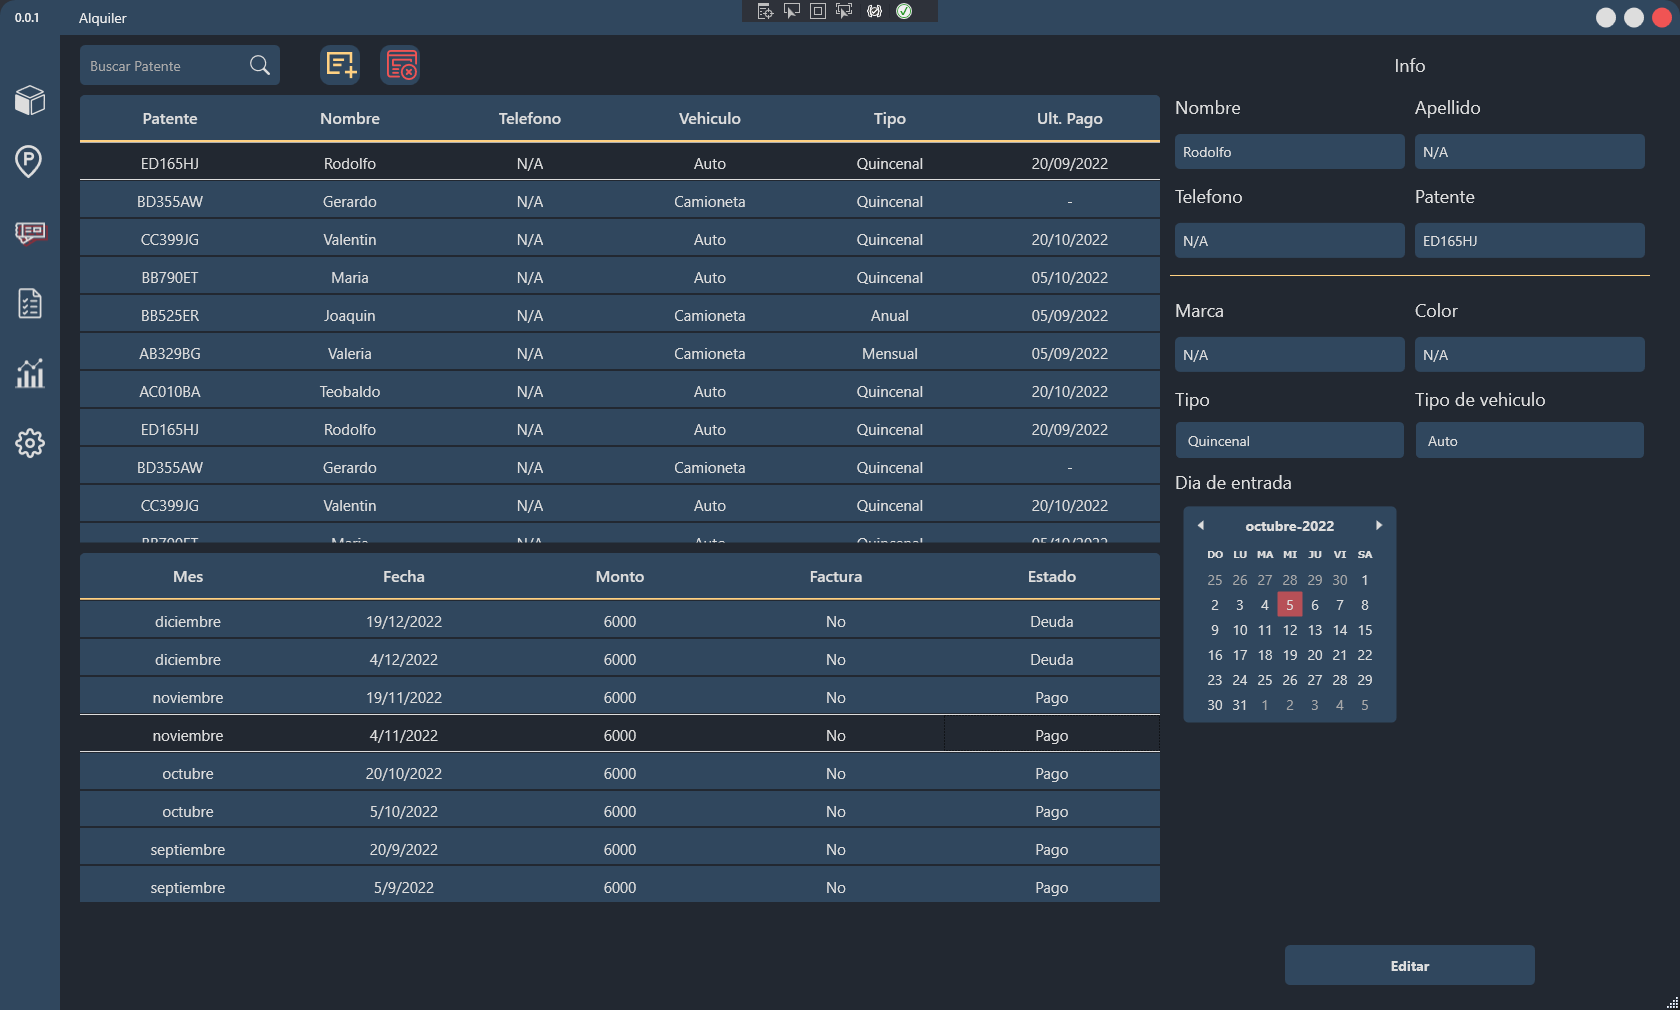 0.0.1 Alquiler
Buscar Patente
Info
Patente Nombre Telefono Vehiculo Tipo Ult. Pago
ED165HJ Rodolfo N/A Auto Quincenal 20/09/2022
BD355AW Gerardo N/A Camioneta Quincenal -
CC399JG Valentin N/A Auto Quincenal 20/10/2022
BB790ET Maria N/A Auto Quincenal 05/10/2022
BB525ER Joaquin N/A Camioneta Anual 05/09/2022
AB329BG Valeria N/A Camioneta Mensual 05/09/2022
AC010BA Teobaldo N/A Auto Quincenal 20/10/2022
ED165HJ Rodolfo N/A Auto Quincenal 20/09/2022
BD355AW Gerardo N/A Camioneta Quincenal -
CC399JG Valentin N/A Auto Quincenal 20/10/2022
BB790ET Maria N/A Auto Quincenal 05/10/2022
Mes Fecha Monto Factura Estado
diciembre 19/12/2022 6000 No Deuda
diciembre 4/12/2022 6000 No Deuda
noviembre 19/11/2022 6000 No Pago
noviembre 4/11/2022 6000 No Pago
octubre 20/10/2022 6000 No Pago
octubre 5/10/2022 6000 No Pago
septiembre 20/9/2022 6000 No Pago
septiembre 5/9/2022 6000 No Pago
Nombre Apellido
Rodolfo N/A
Telefono Patente
N/A ED165HJ
Marca Color
N/A N/A
Tipo Tipo de vehiculo
Quincenal Auto
Dia de entrada
octubre-2022
DO LU MA MI JU VI SA
25 26 27 28 29 30 1
2 3 4 5 6 7 8
9 10 11 12 13 14 15
16 17 18 19 20 21 22
23 24 25 26 27 28 29
30 31 1 2 3 4 5
Editar